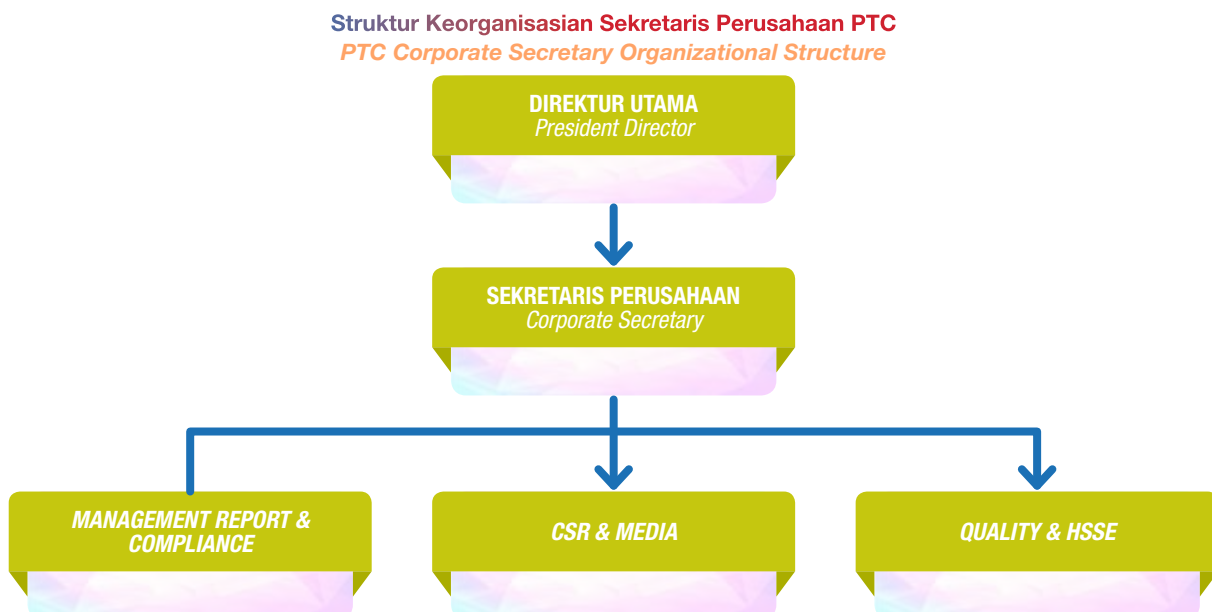 Struktur Keorganisasian Sekretaris Perusahaan PTC
PTC Corporate Secretary Organizational Structure
DIREKTUR UTAMA
President Director
SEKRETARIS PERUSAHAAN
Corporate Secretary
MANAGEMENT REPORT &
COMPLIANCE
CSR & MEDIA
QUALITY & HSSE